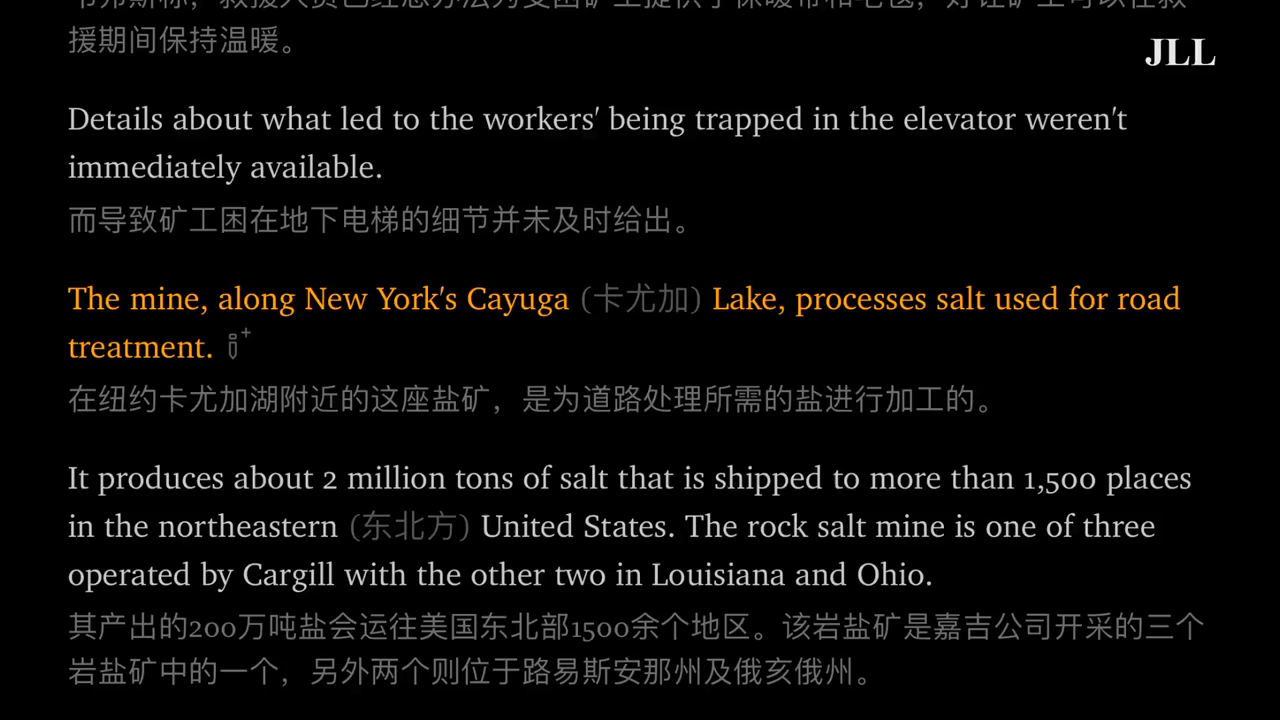 援期间保持温暖。
JLL
Details about what led to the workers' being trapped in the elevator weren't
immediately available.
而导致矿工困在地下电梯的细节并未及时给出。
The mine, along New York's Cayuga (卡尤加) Lake, processes salt used for road
treatment.
在纽约卡尤加湖附近的这座盐矿，是为道路处理所需的盐进行加工的。
It produces about 2 million tons of salt that is shipped to more than 1,500 places
in the northeastern (东北方) United States. The rock salt mine is one of three
operated by Cargill with the other two in Louisiana and Ohio.
其产出的200万吨盐会运往美国东北部1500余个地区。该岩盐矿是嘉吉公司开采的三个
岩盐矿中的一个，另外两个则位于路易斯安那州及俄亥俄州。